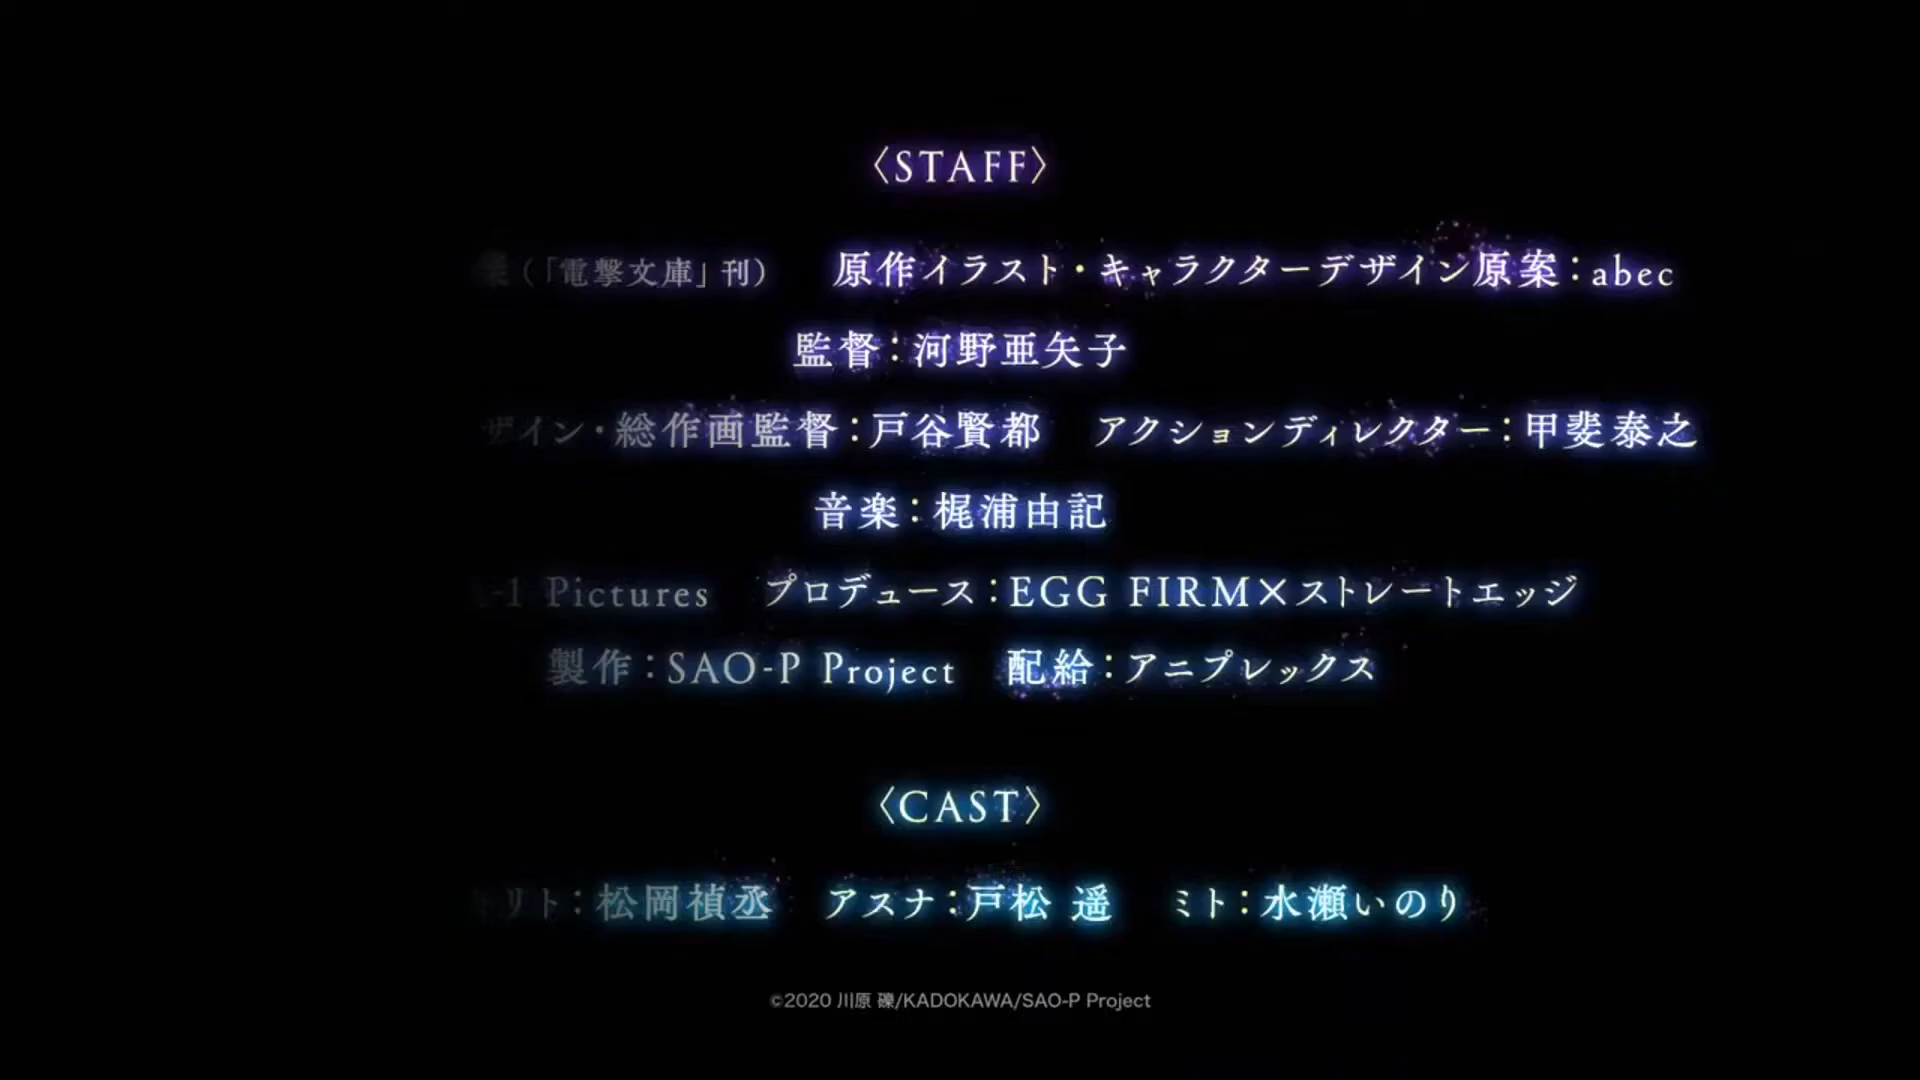 〈STAFF〉
(「電撃文庫」刊) 原作イラスト・キャラクターデザイン原案：abec
監督：河野亜矢子
ザイン・総作画監督：戸谷賢都 アクションディレクター：甲斐泰之
音楽：梶浦由記
-1 Pictures プロデュース：EGG FIRM×ストレートエッジ
製作：SAO-P Project 配給：アニプレックス
〈CAST〉
キリト：松岡禎丞 アスナ：戸松 遥 ミト：水瀬いのり
©2020 川原 礫/KADOKAWA/SAO-P Project